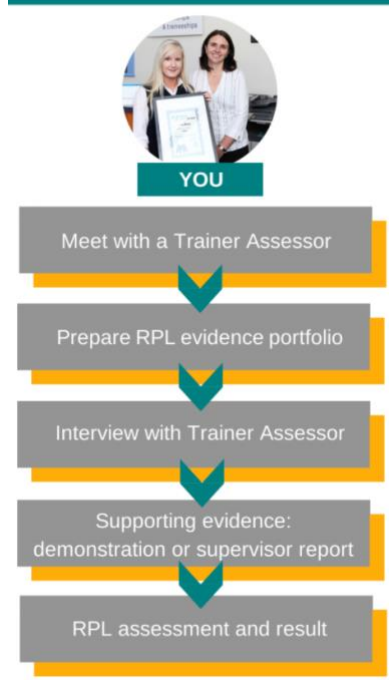 YOU
Meet with a Trainer Assessor
Prepare RPL evidence portfolio
Interview with Trainer Assessor
Supporting evidence:
demonstration or supervisor report
RPL assessment and result